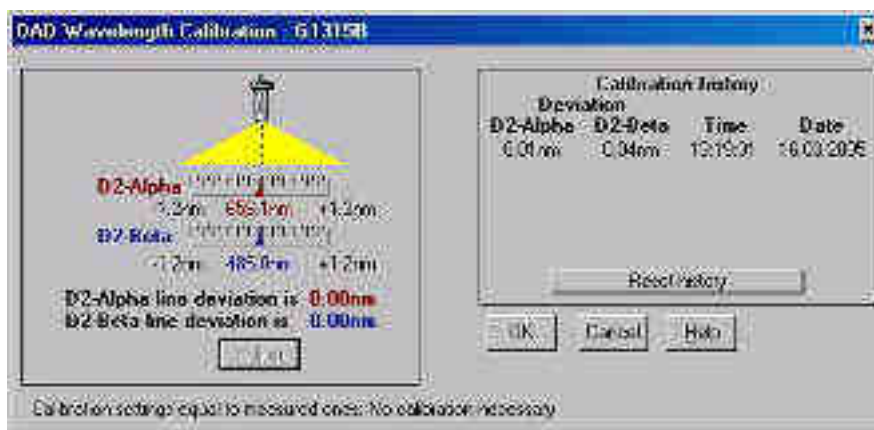 DAD Wavelength Calibration - G1315B
D2-Alpha
-1.2nm 656.1nm +1.2nm
D2-Beta
-1.2nm 485.8nm +1.2nm
D2-Alpha line deviation is 0.00nm
D2-Beta line deviation is 0.00nm
Calibration history
Deviation
D2-Alpha D2-Beta Time Date
0.01nm 0.04nm
Reset history
OK Cancel Help
Calibration settings equal to measured ones: No calibration necessary